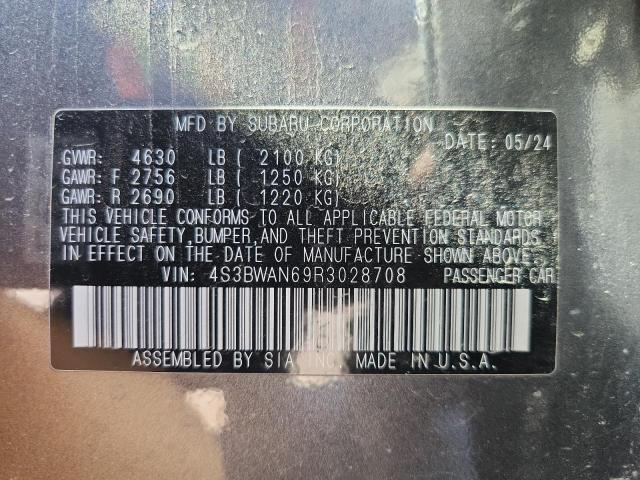 MFD BY SUBARU CORPORATION
DATE: 05/24
GVWR: 4630 LB ( 2100 KG)
GAWR: F 2756 LB ( 1250 KG)
GAWR: R 2690 LB ( 1220 KG)
THIS VEHICLE CONFORMS TO ALL APPLICABLE FEDERAL MOTOR
VEHICLE SAFETY, BUMPER, AND THEFT PREVENTION STANDARDS
IN EFFECT ON THE DATE OF MANUFACTURE SHOWN ABOVE.
VIN: 4S3BWAN69R3028708 PASSENGER CAR
ASSEMBLED BY SIA, INC. MADE IN U.S.A.